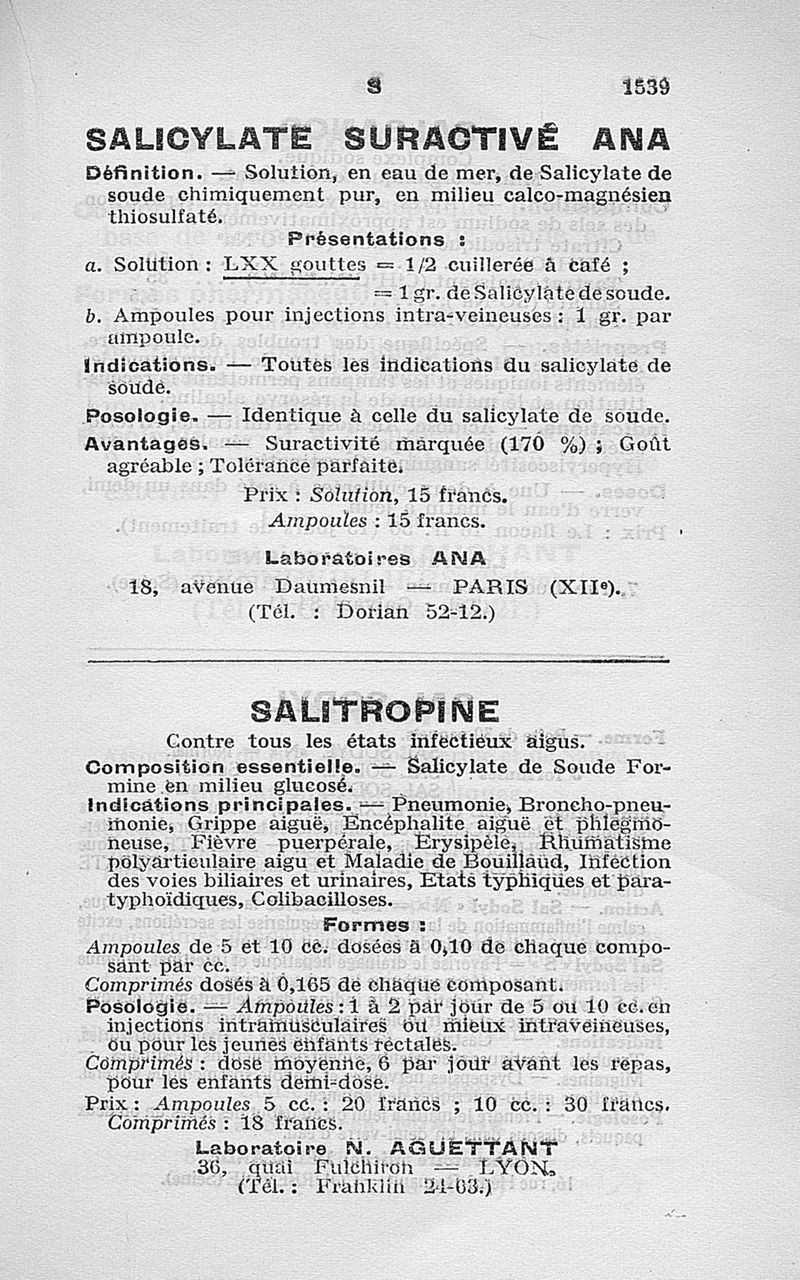 S 1539
SALICYLATE SURACTIVÉ ANA
Définition. — Solution, en eau de mer, de Salicylate de
soude chimiquement pur, en milieu calco-magnésien
thiosulfaté.
Présentations :
a. Solution : LXX gouttes = 1/2 cuillerée à café ;
= 1 gr. de Salicylate de soude.
b. Ampoules pour injections intra-veineuses : 1 gr. par
ampoule.
Indications. — Toutes les indications du salicylate de
soude.
Posologie. — Identique à celle du salicylate de soude.
Avantages. — Suractivité marquée (170 %) ; Goût
agréable ; Tolérance parfaite.
Prix : Solution, 15 francs.
Ampoules : 15 francs.
Laboratoires ANA
18, avenue Daumesnil — PARIS (XIIe).
(Tél. : Dorian 52-12.)
SALITROPINE
Contre tous les états infectieux aigus.
Composition essentielle. — Salicylate de Soude For-
mine en milieu glucosé.
Indications principales. — Pneumonie, Broncho-pneu-
monie, Grippe aiguë, Encéphalite aiguë et phlegmo-
neuse, Fièvre puerpérale, Erysipèle, Rhumatisme
polyarticulaire aigu et Maladie de Bouillaud, Infection
des voies biliaires et urinaires, Etats typhiques et para-
typhoïdiques, Colibacilloses.
Formes :
Ampoules de 5 et 10 cc. dosées à 0,10 de chaque compo-
sant par cc.
Comprimés dosés à 0,165 de chaque composant.
Posologie. — Ampoules : 1 à 2 par jour de 5 ou 10 cc. en
injections intramusculaires ou mieux intraveineuses,
ou pour les jeunes enfants rectales.
Comprimés : dose moyenne, 6 par jour avant les repas,
pour les enfants demi-dose.
Prix : Ampoules 5 cc. : 20 francs ; 10 cc. : 30 francs.
Comprimés : 18 francs.
Laboratoire N. AGUETTANT
36, quai Fulchiron — LYON.
(Tél. : Franklin 24-03.)